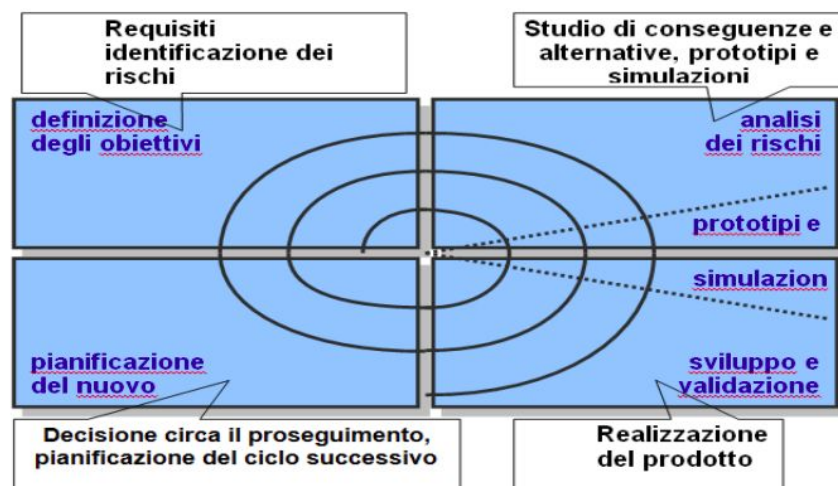 Requisiti
identificazione dei
rischi
Studio di conseguenze e
alternative, prototipi e
simulazioni
definizione
degli obiettivi
analisi
dei rischi
prototipi e
simulazion
pianificazione
del nuovo
sviluppo e
validazione
Decisione circa il proseguimento,
pianificazione del ciclo successivo
Realizzazione
del prodotto